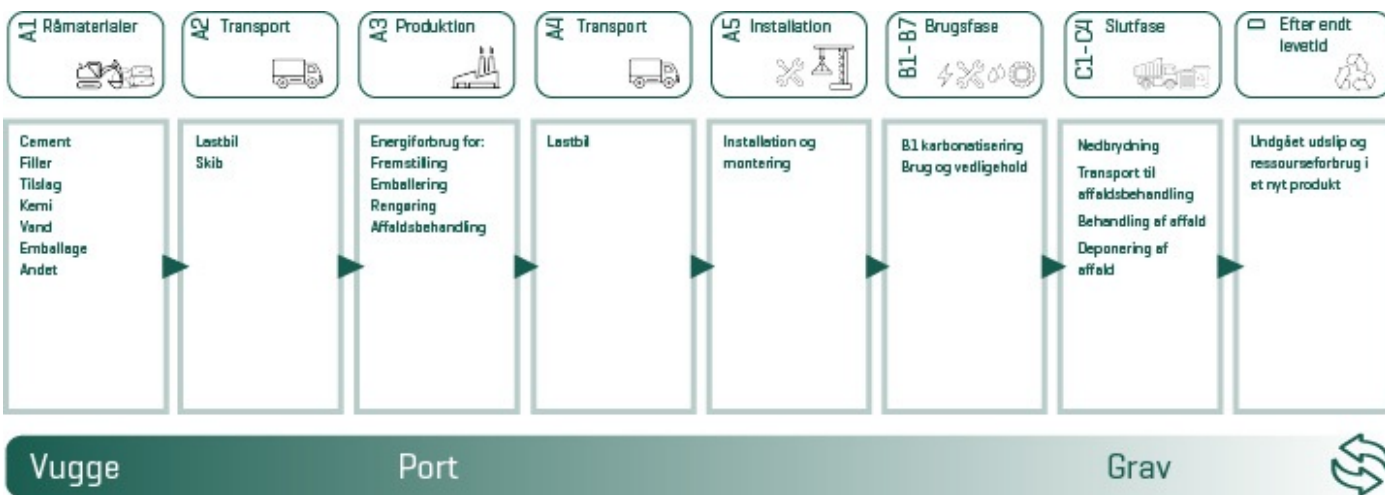 A1 Råmaterialer
A2 Transport
A3 Produktion
A4 Transport
A5 Installation
B1-B7 Brugsfase
C1-C4 Slutfase
D Efter endt
levetid
Cement
Filler
Tilslag
Kemi
Vand
Emballage
Andet
Lastbil
Skib
Energiforbrug for:
Fremstilling
Emballering
Rengøring
Affaldsbehandling
Lastbil
Installation og
montering
B1 karbonatisering
Brug og vedligehold
Nedbrydning
Transport til
affaldsbehandling
Behandling af affald
Deponering af
affald
Undgået udslip og
ressourseforbrug i
et nyt produkt
Vugge
Port
Grav